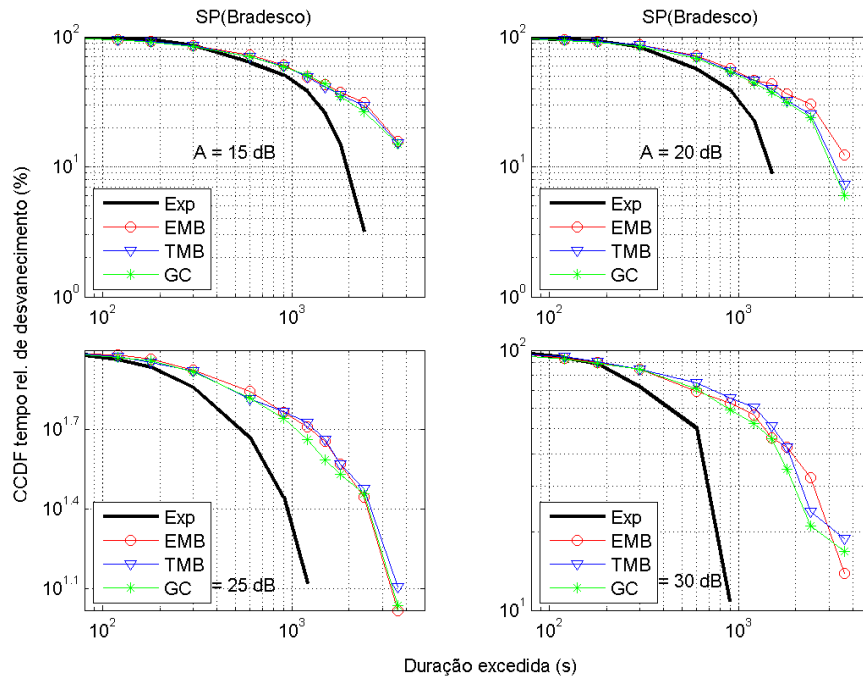 SP(Bradesco)
SP(Bradesco)
CCDF tempo rel. de desvanecimento (%)
10^2
10^1
10^0
A = 15 dB
Exp
EMB
TMB
GC
10^2
10^3
10^2
10^1
10^0
A = 20 dB
Exp
EMB
TMB
GC
10^2
10^3
10^1.7
10^1.4
10^1.1
= 25 dB
Exp
EMB
TMB
GC
10^2
10^3
10^2
10^1
= 30 dB
Exp
EMB
TMB
GC
10^2
10^3
Duração excedida (s)